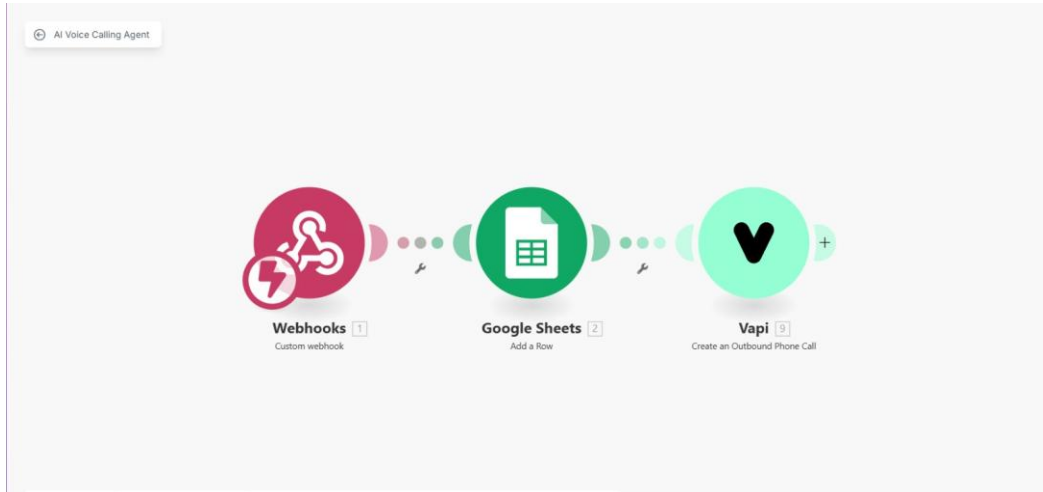 AI Voice Calling Agent
Webhooks 1
Custom webhook
Google Sheets 2
Add a Row
Vapi 9
Create an Outbound Phone Call